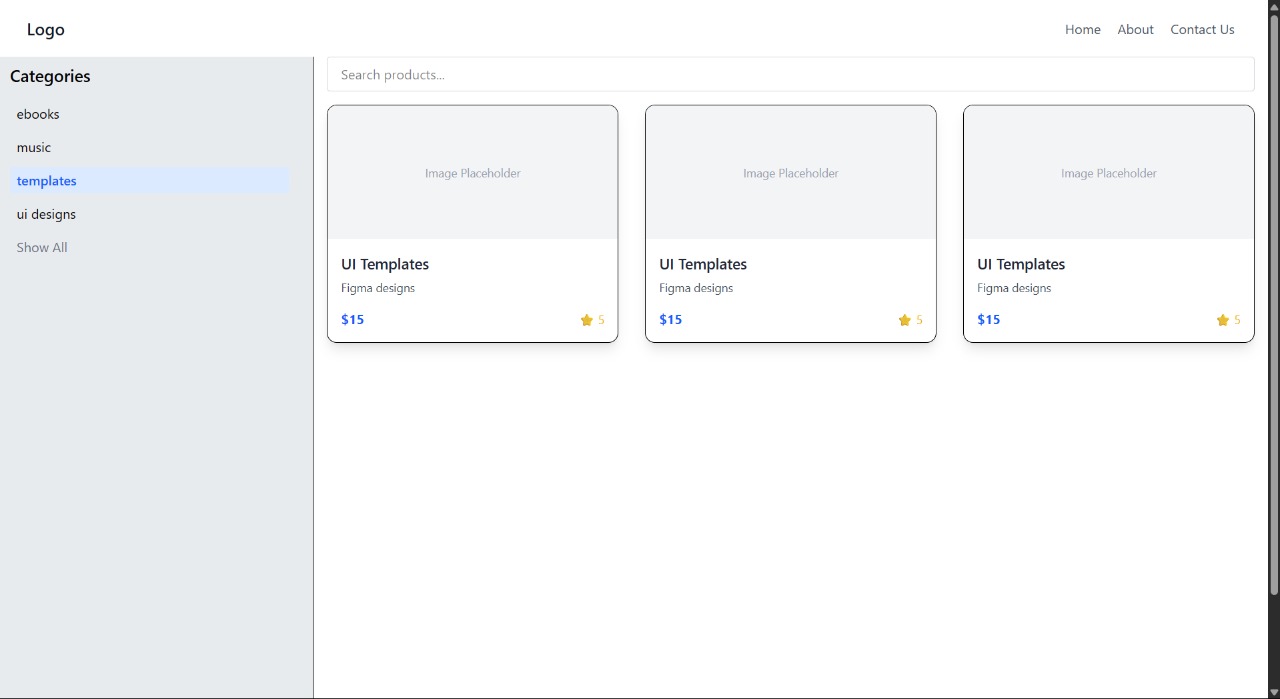 Logo
Home About Contact Us
Categories
ebooks
music
templates
ui designs
Show All
Search products...
Image Placeholder
UI Templates
Figma designs
$15 ⭐ 5
Image Placeholder
UI Templates
Figma designs
$15 ⭐ 5
Image Placeholder
UI Templates
Figma designs
$15 ⭐ 5